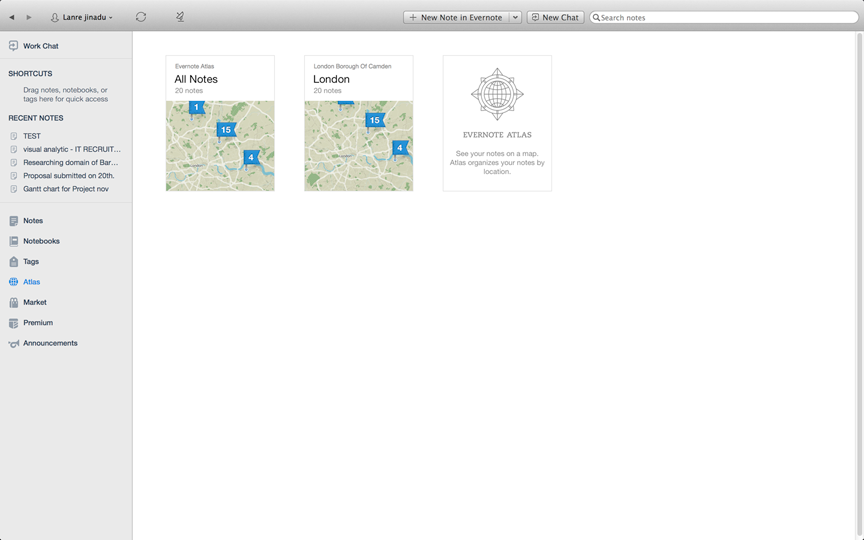 Lanre jinadu
New Note in Evernote
New Chat
Search notes
Work Chat
SHORTCUTS
Drag notes, notebooks, or
tags here for quick access
RECENT NOTES
TEST
visual analytic - IT RECRUIT...
Researching domain of Bar...
Proposal submitted on 20th.
Gantt chart for Project nov
Notes
Notebooks
Tags
Atlas
Market
Premium
Announcements
Evernote Atlas
All Notes
20 notes
1
15
4
London Borough Of Camden
London
20 notes
15
4
EVERNOTE ATLAS
See your notes on a map.
Atlas organizes your notes by
location.